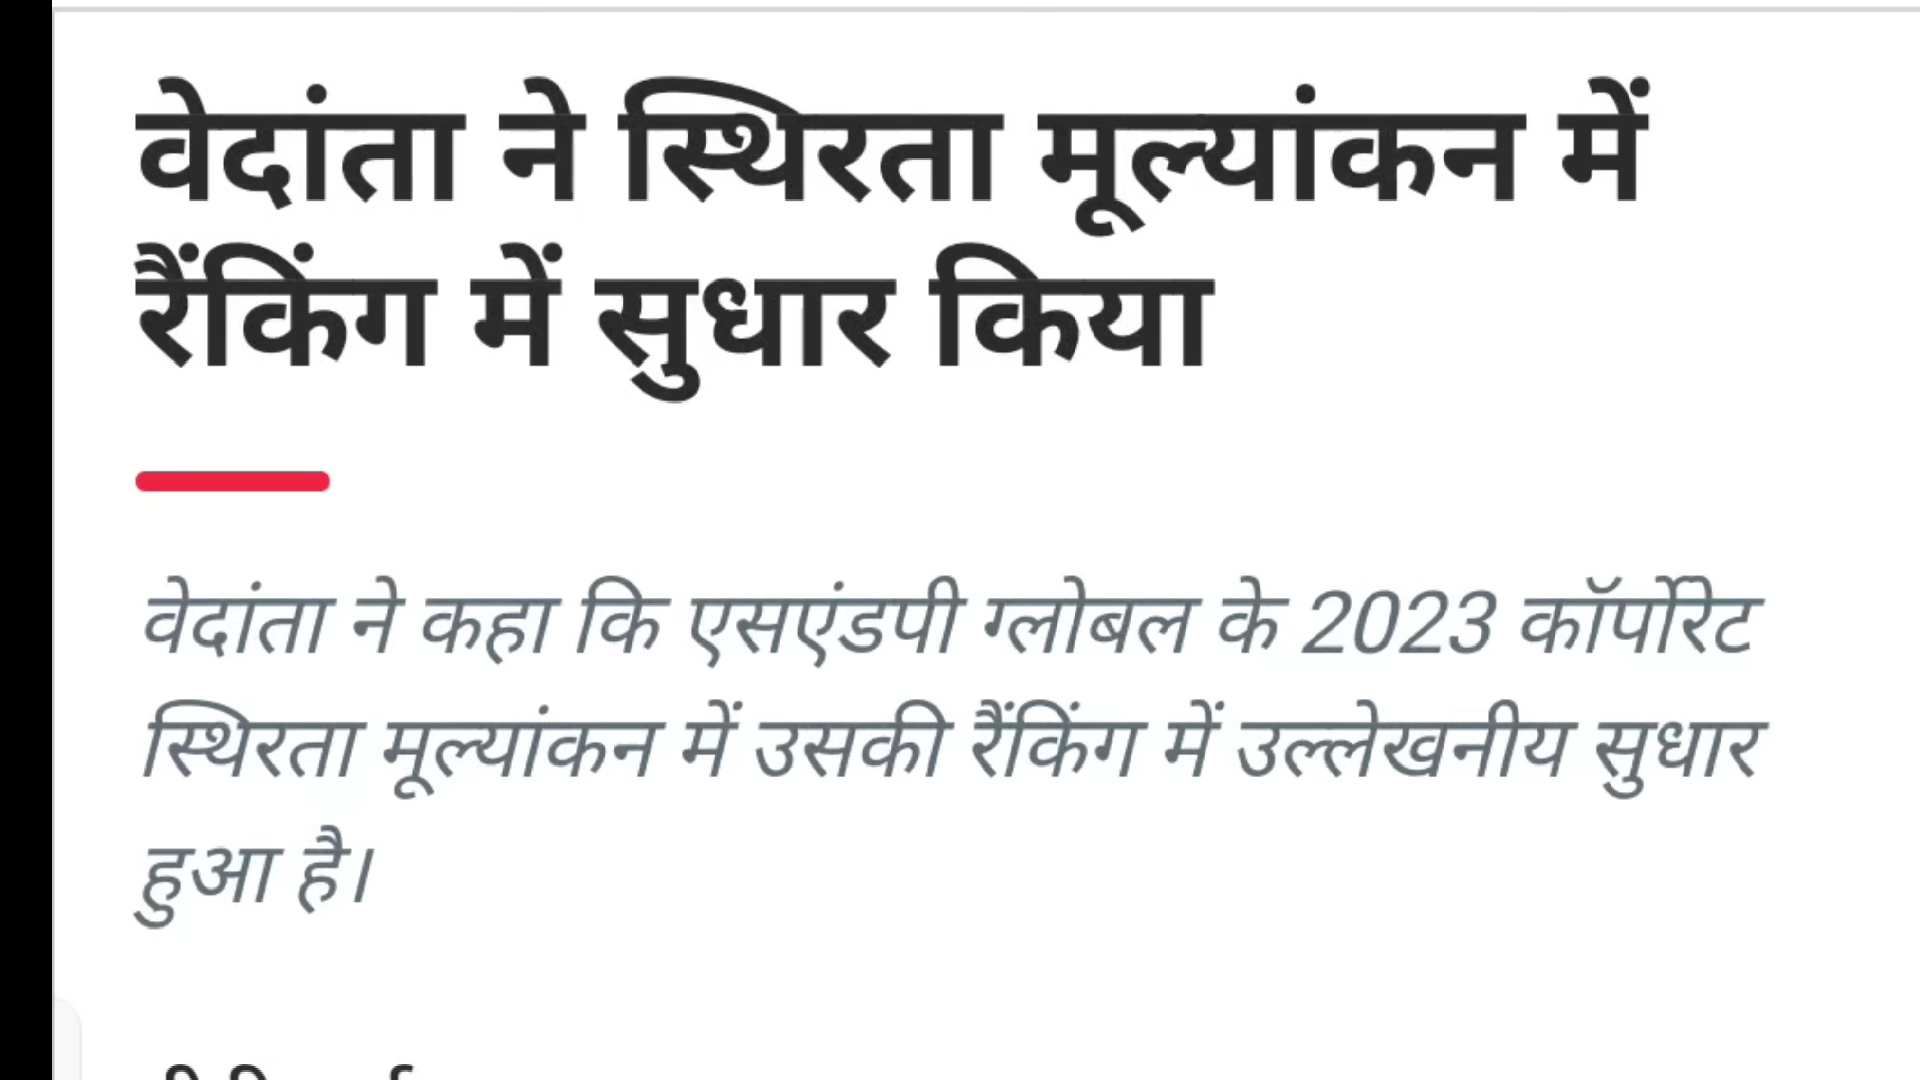 वेदांता ने स्थिरता मूल्यांकन में
रैंकिंग में सुधार किया
वेदांता ने कहा कि एसएंडपी ग्लोबल के 2023 कॉर्पोरेट
स्थिरता मूल्यांकन में उसकी रैंकिंग में उल्लेखनीय सुधार
हुआ है।